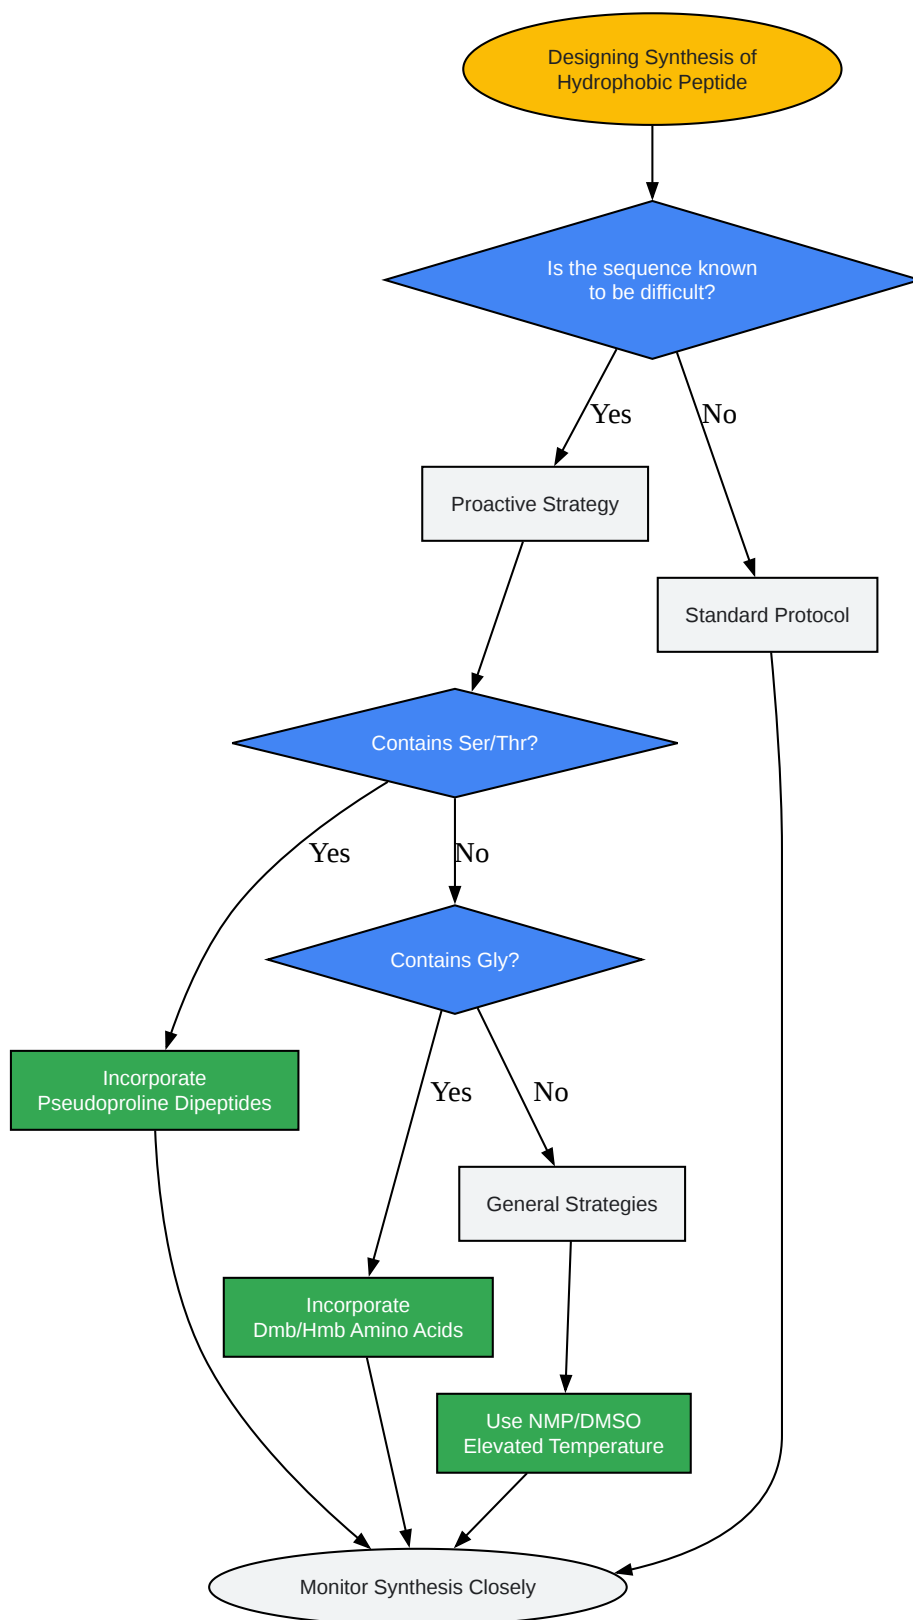 Designing Synthesis of
Hydrophobic Peptide
Is the sequence known
to be difficult?
Yes
No
Proactive Strategy
Standard Protocol
Contains Ser/Thr?
Yes
No
Contains Gly?
Incorporate
Pseudoproline Dipeptides
Yes
No
General Strategies
Incorporate
Dmb/Hmb Amino Acids
Use NMP/DMSO
Elevated Temperature
Monitor Synthesis Closely